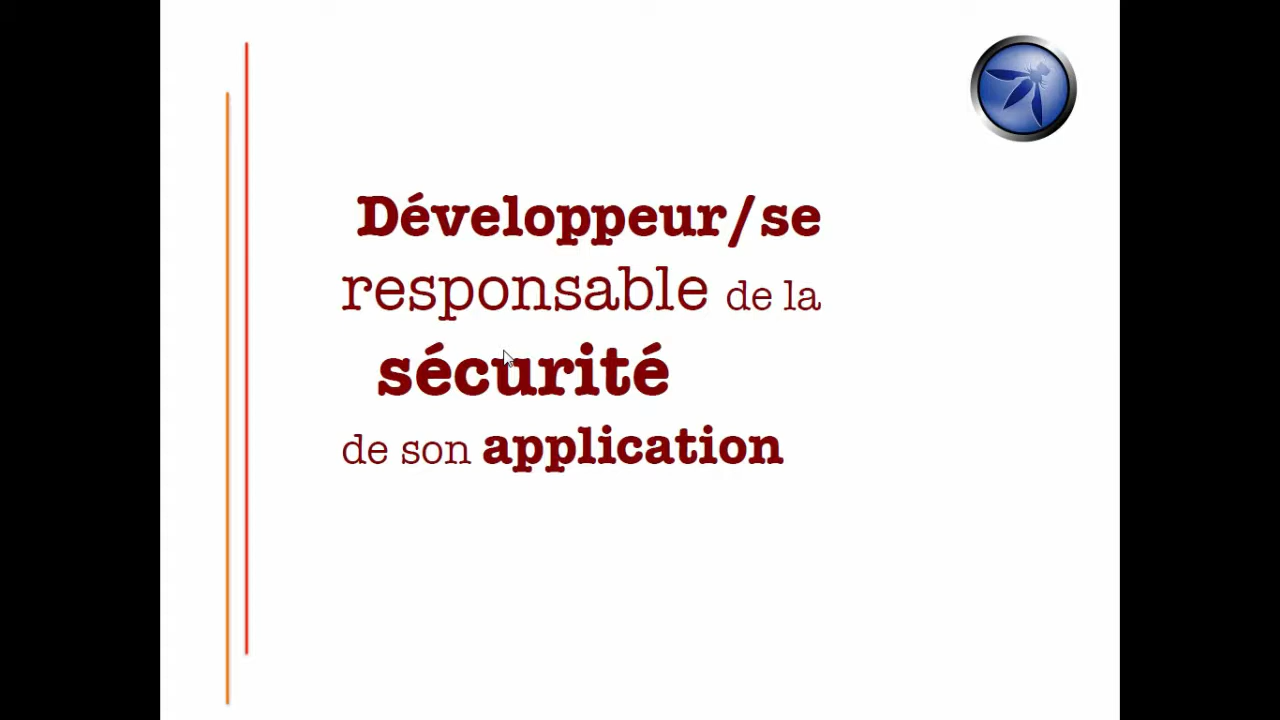 Développeur/se
responsable de la
sécurité
de son application